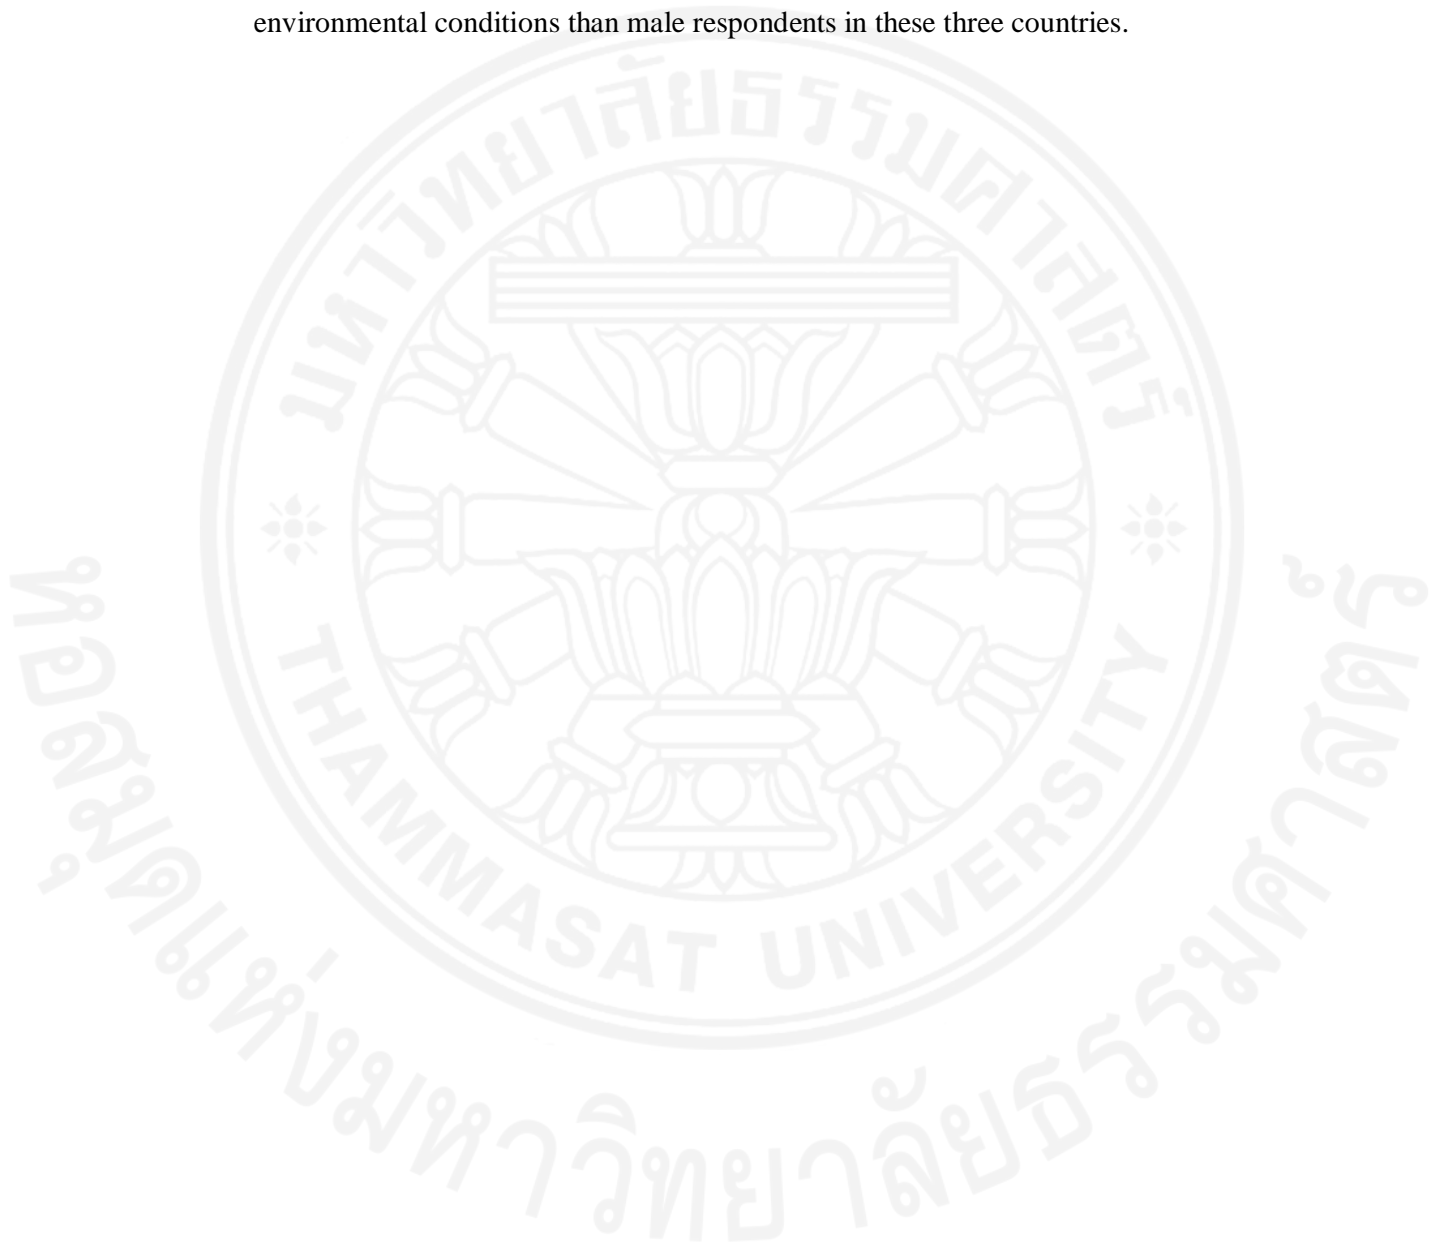 environmental conditions than male respondents in these three countries.
มหาวิทยาลัยธรรมศาสตร์
THAMMASAT UNIVERSITY
หอสมุดแห่งมหาวิทยาลัยธรรมศาสตร์